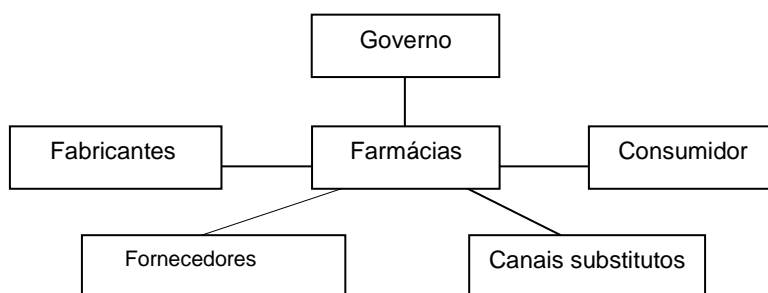 Governo
Fabricantes
Farmácias
Consumidor
Fornecedores
Canais substitutos